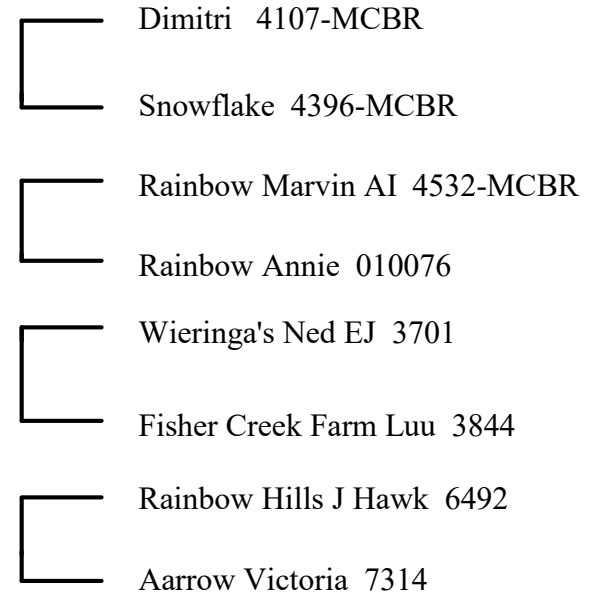 Dimitri 4107-MCBR
Snowflake 4396-MCBR
Rainbow Marvin AI 4532-MCBR
Rainbow Annie 010076
Wieringa's Ned EJ 3701
Fisher Creek Farm Luu 3844
Rainbow Hills J Hawk 6492
Aarrow Victoria 7314